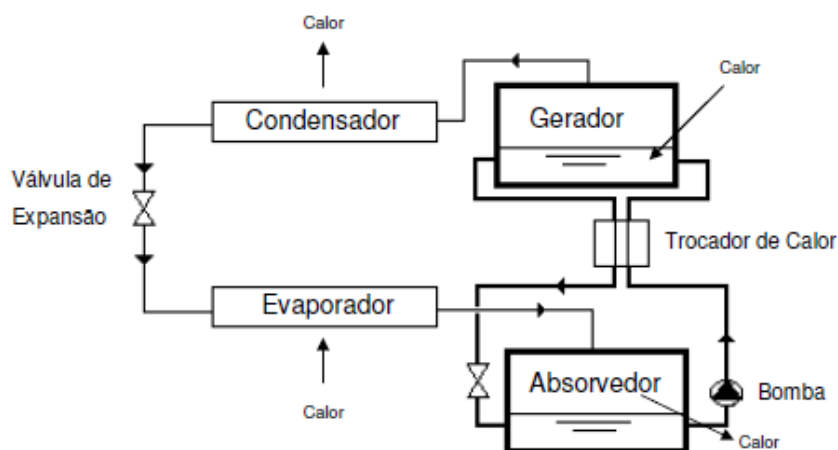 Calor
Calor
Condensador
Gerador
Válvula de
Expansão
Trocador de Calor
Evaporador
Absorvedor
Bomba
Calor
Calor